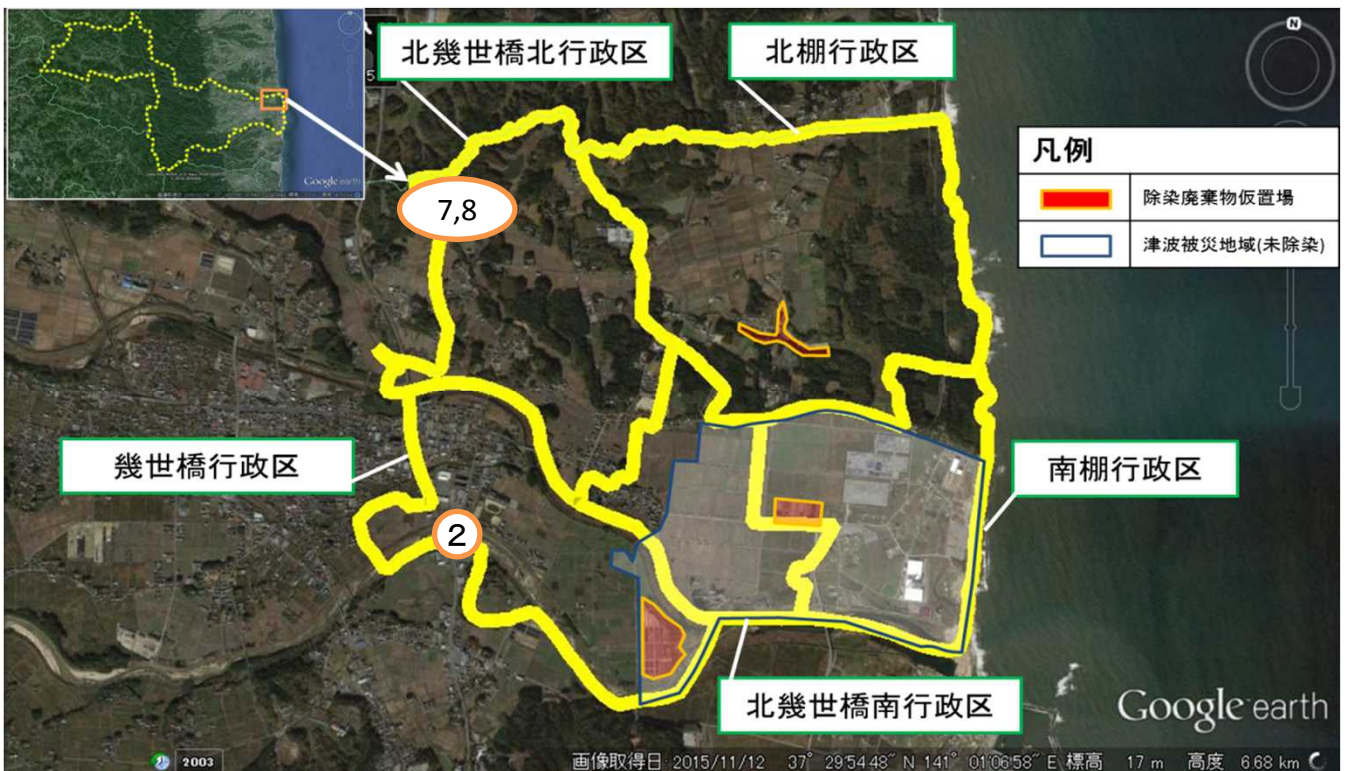 Google earth
北幾世橋北行政区
北棚行政区
N
凡例
除染廃棄物仮置場
津波被災地域(未除染)
7,8
幾世橋行政区
2
南棚行政区
北幾世橋南行政区
Google earth
2003
画像取得日: 2015/11/12 37° 29'54.48" N 141° 01'06.58" E 標高 17 m 高度 6.68 km